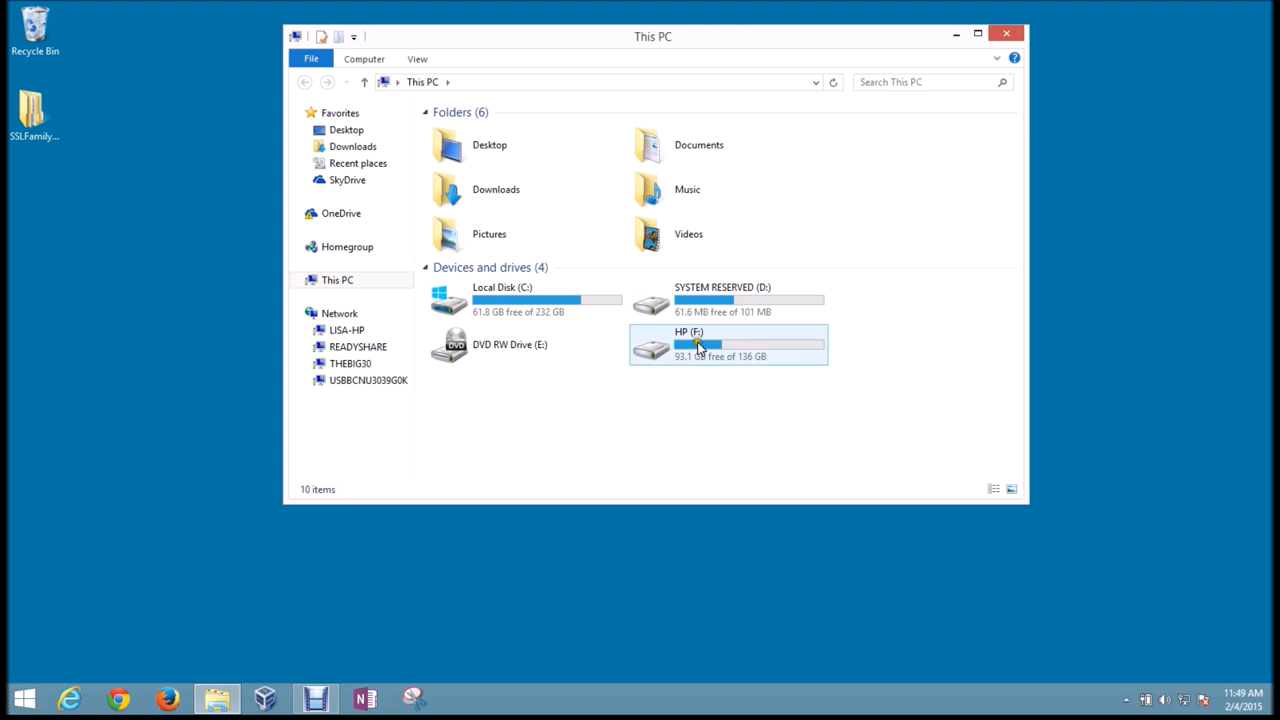 Recycle Bin
SSLFamily...
This PC
File
Computer
View
This PC
Search This PC
Favorites
Desktop
Downloads
Recent places
SkyDrive
OneDrive
Homegroup
This PC
Network
LISA-HP
READYSHARE
THEBIG30
USBBCNU3039G0K
Folders (6)
Desktop
Documents
Downloads
Music
Pictures
Videos
Devices and drives (4)
Local Disk (C:)
61.8 GB free of 232 GB
SYSTEM RESERVED (D:)
61.6 MB free of 101 MB
DVD
DVD RW Drive (E:)
HP (F:)
93.1 GB free of 136 GB
10 items
11:49 AM
2/4/2015